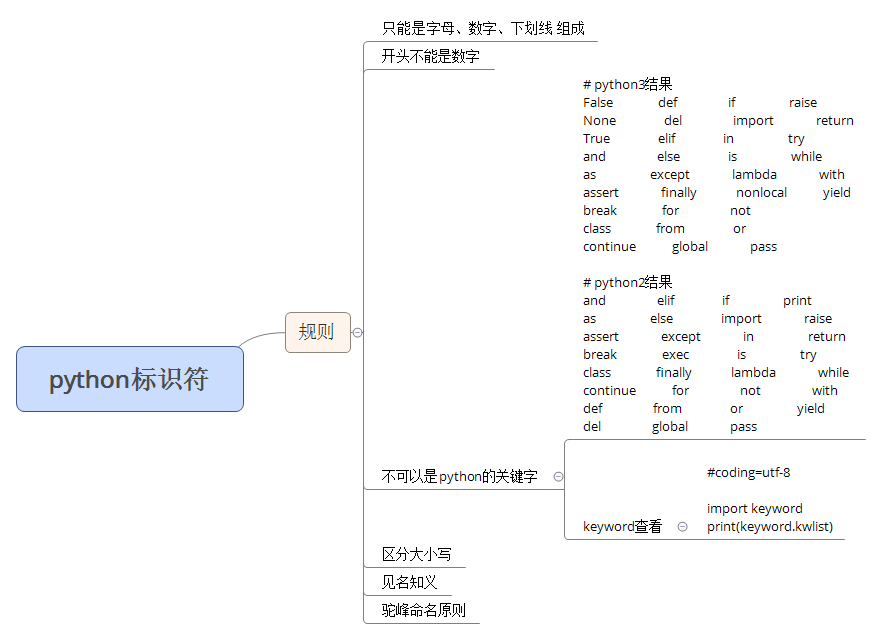 python标识符
规则
只能是字母、数字、下划线 组成
开头不能是数字
不可以是python的关键字
# python3结果
False def if raise
None del import return
True elif in try
and else is while
as except lambda with
assert finally nonlocal yield
break for not
class from or
continue global pass
# python2结果
and elif if print
as else import raise
assert except in return
break exec is try
class finally lambda while
continue for not with
def from or yield
del global pass
keyword查看
#coding=utf-8
import keyword
print(keyword.kwlist)
区分大小写
见名知义
驼峰命名原则